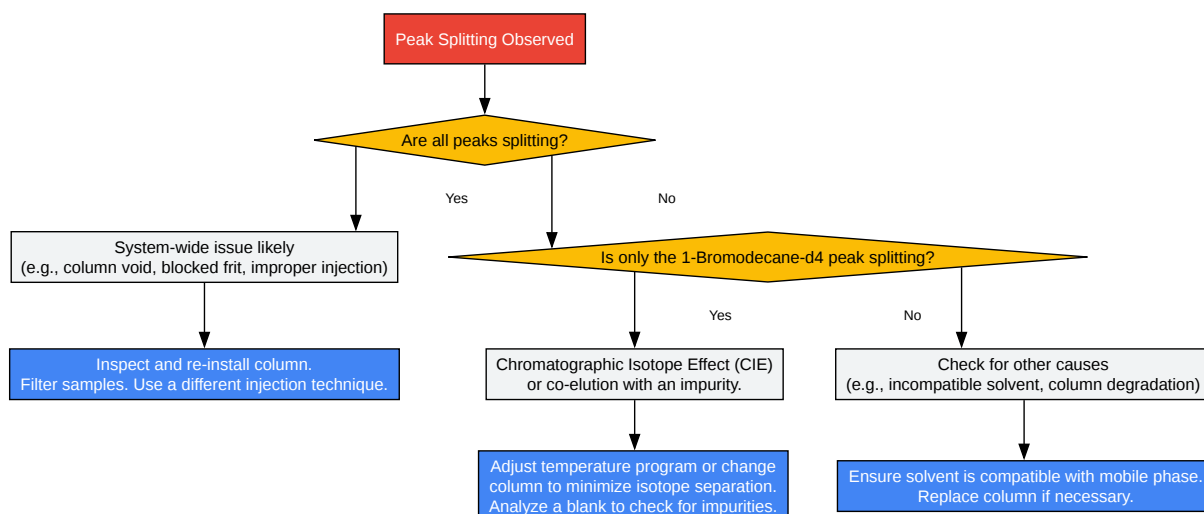 Peak Splitting Observed
Are all peaks splitting?
Yes
No
System-wide issue likely
(e.g., column void, blocked frit, improper injection)
Is only the 1-Bromodecane-d4 peak splitting?
Yes
No
Inspect and re-install column.
Filter samples. Use a different injection technique.
Chromatographic Isotope Effect (CIE)
or co-elution with an impurity.
Check for other causes
(e.g., incompatible solvent, column degradation)
Adjust temperature program or change
column to minimize isotope separation.
Analyze a blank to check for impurities.
Ensure solvent is compatible with mobile phase.
Replace column if necessary.